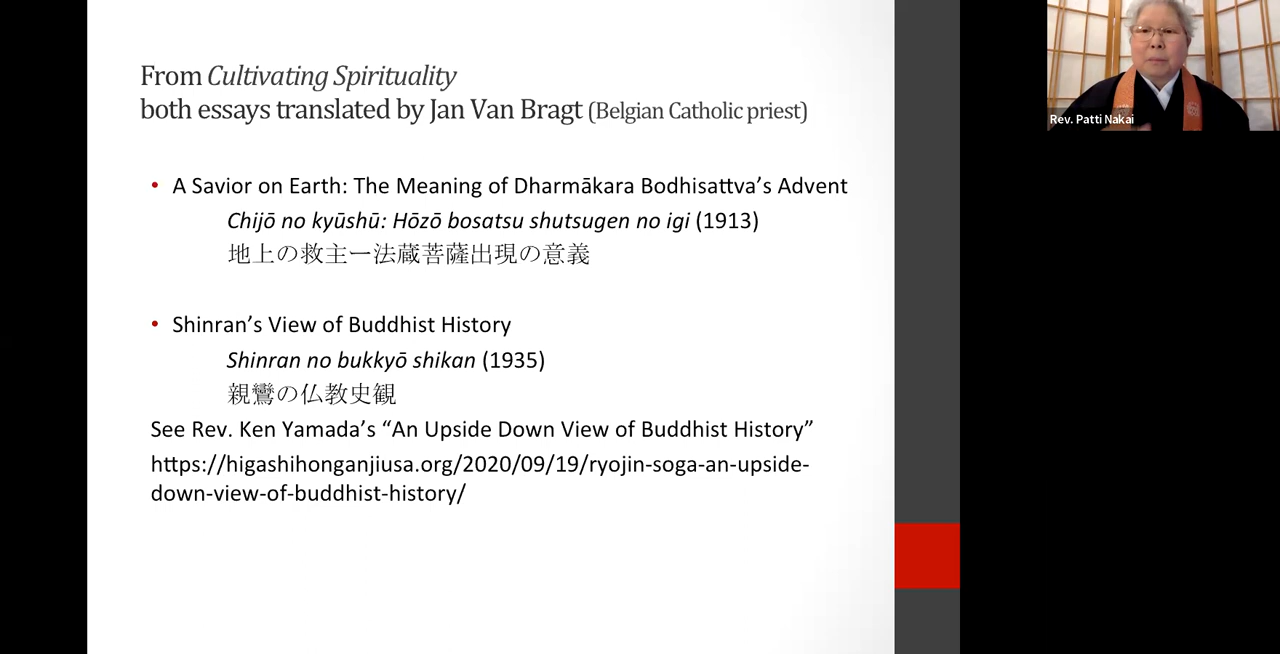 From Cultivating Spirituality
both essays translated by Jan Van Bragt (Belgian Catholic priest)
• A Savior on Earth: The Meaning of Dharmākara Bodhisattva’s Advent
Chijō no kyūshū: Hōzō bosatsu shutsugen no igi (1913)
地上の救主ー法蔵菩薩出現の意義
• Shinran’s View of Buddhist History
Shinran no bukkyō shikan (1935)
親鸞の仏教史観
See Rev. Ken Yamada’s “An Upside Down View of Buddhist History”
https://higashihonganjiusa.org/2020/09/19/ryojin-soga-an-upside-
down-view-of-buddhist-history/
Rev. Patti Nakai